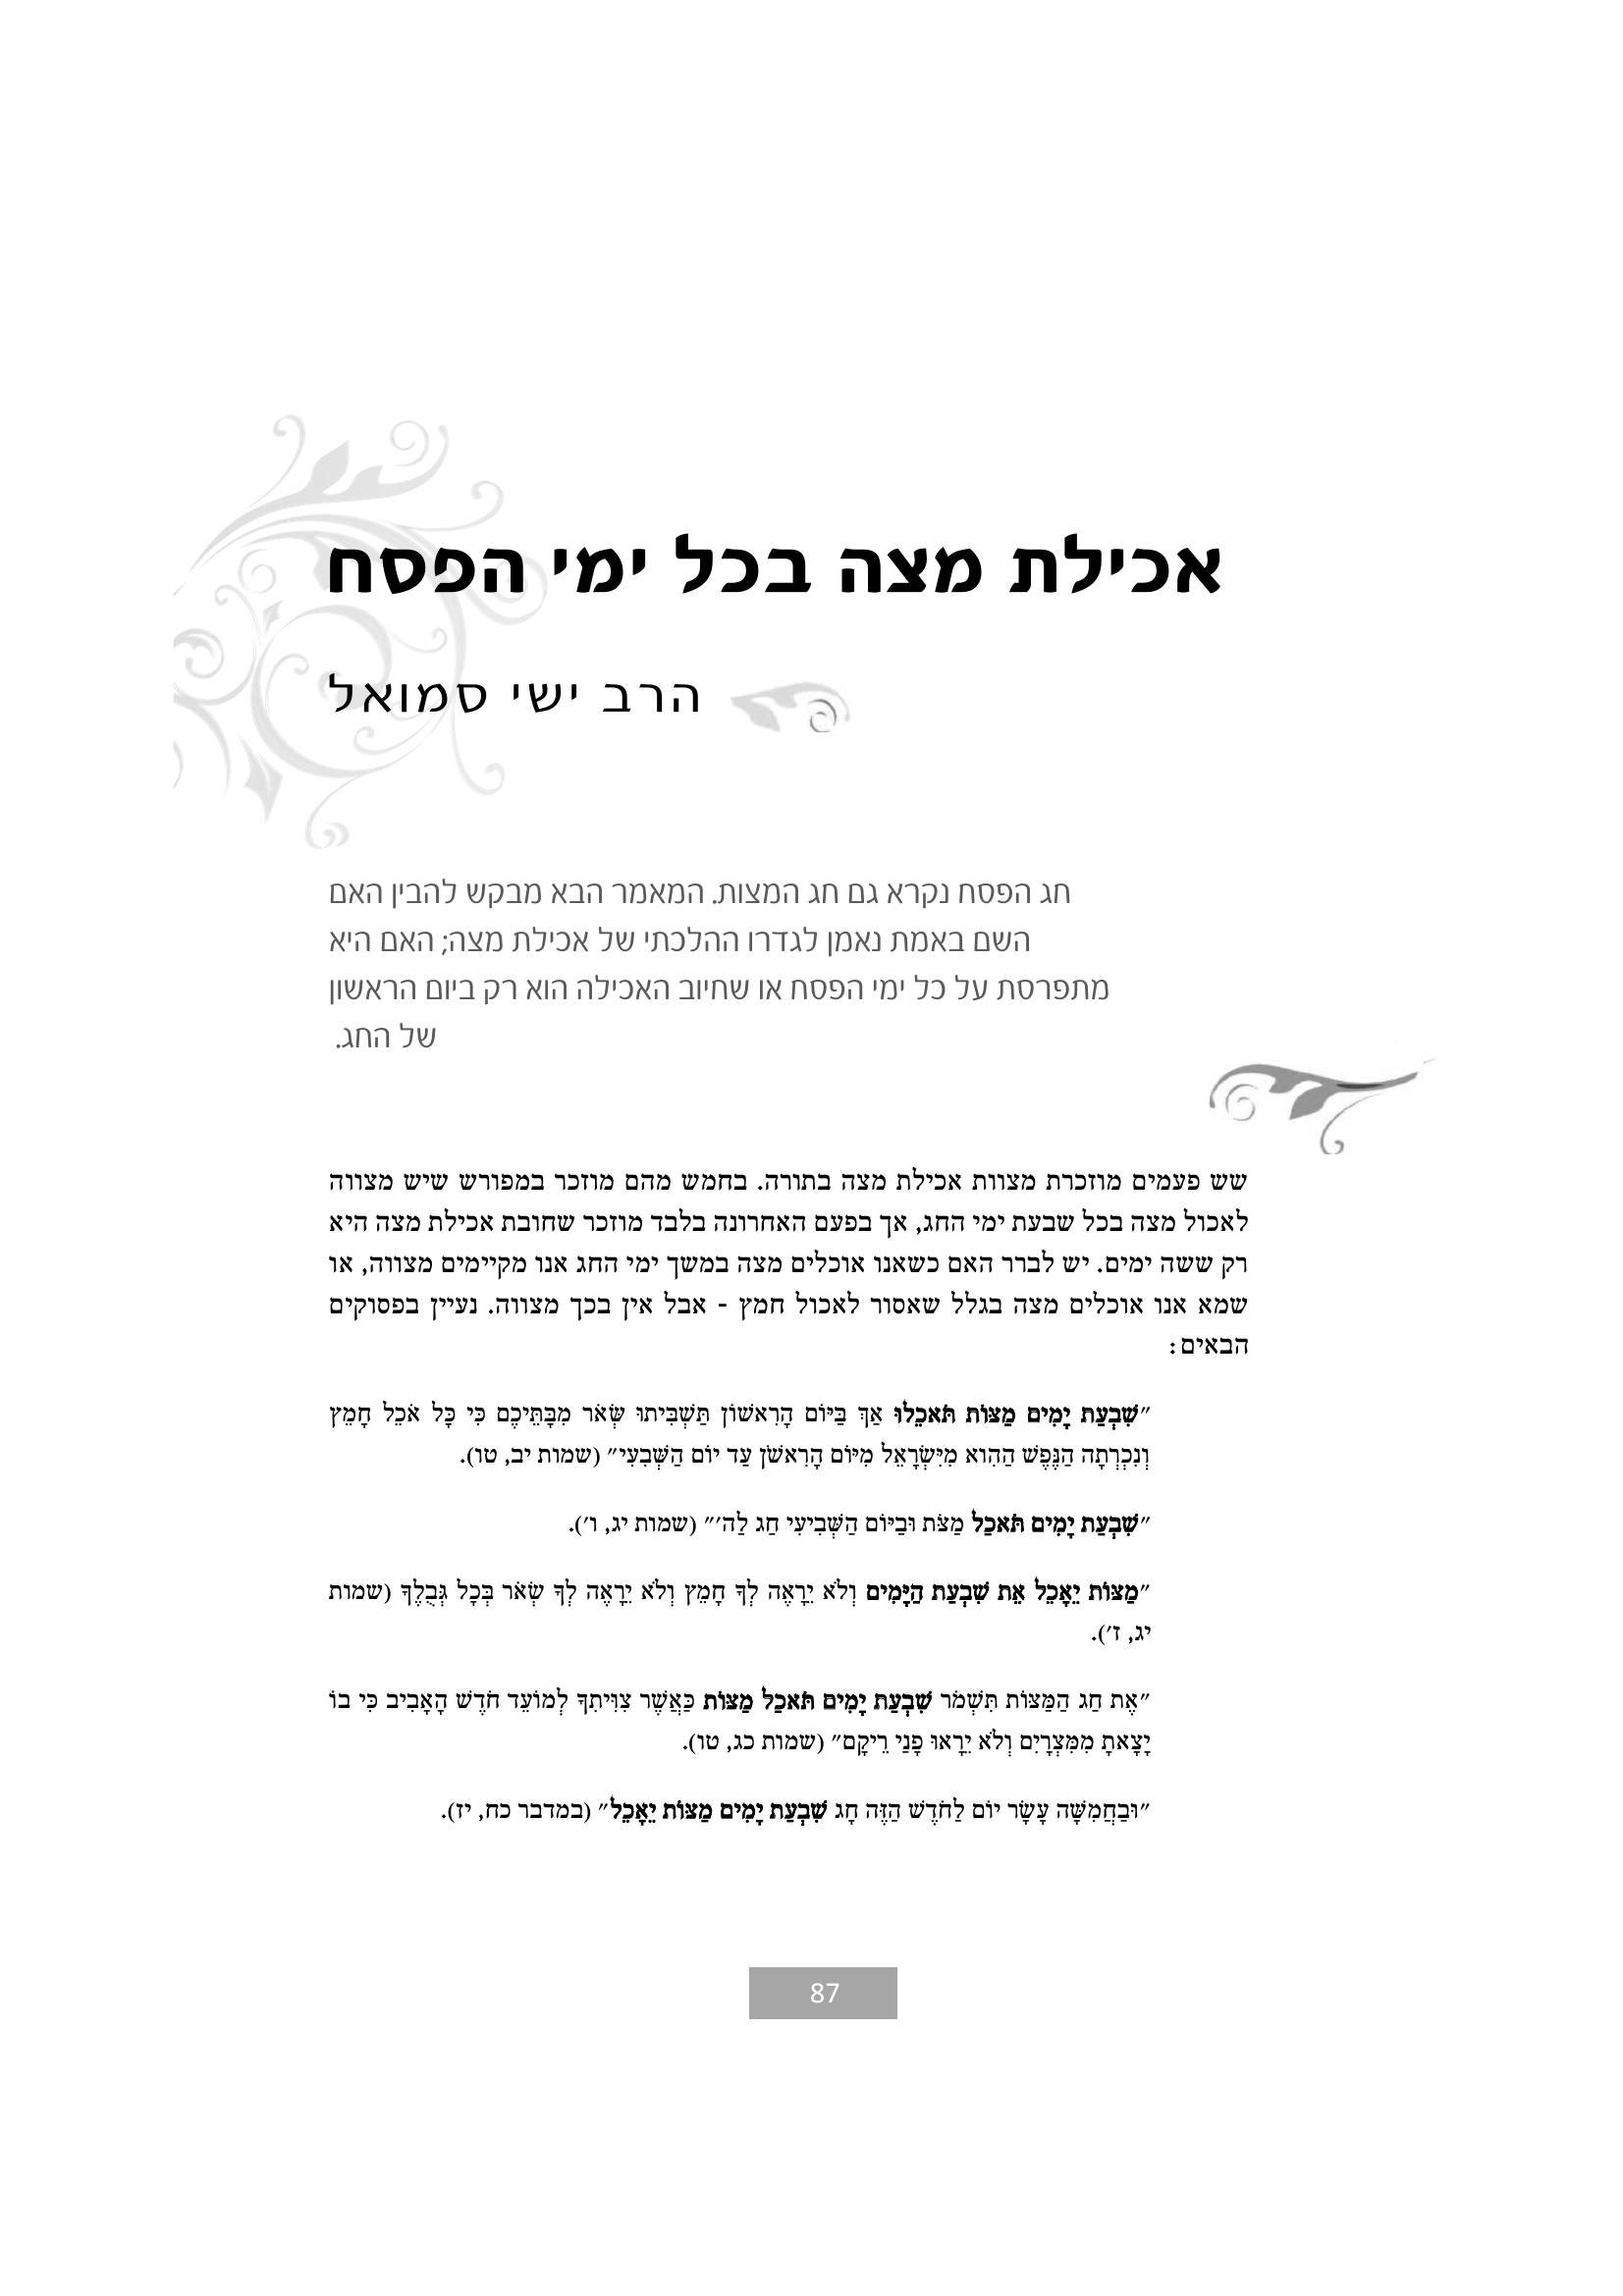 אכילת מצה בכל ימי הפסח
הרב ישי סמואל
חג הפסח נקרא גם חג המצות. המאמר הבא מבקש להבין האם
השם באמת נאמן לגדרו ההלכתי של אכילת מצה; האם היא
מתפרסת על כל ימי הפסח או שחיוב האכילה הוא רק ביום הראשון
של החג.
שש פעמים מוזכרת מצוות אכילת מצה בתורה. בחמש מהם מוזכר במפורש שיש מצווה
לאכול מצה בכל שבעת ימי החג, אך בפעם האחרונה בלבד מוזכר שחובת אכילת מצה היא
רק ששה ימים. יש לברר האם כשאנו אוכלים מצה במשך ימי החג אנו מקיימים מצווה, או
שמא אנו אוכלים מצה בגלל שאסור לאכול חמץ - אבל אין בכך מצווה. נעיין בפסוקים
הבאים:
״שִׁבְעַת יָמִים מַצּוֹת תֹּאכֵלוּ אַךְ בַּיּוֹם הָרִאשׁוֹן תַּשְׁבִּיתוּ שְּׂאֹר מִבָּתֵּיכֶם כִּי כָּל אֹכֵל חָמֵץ
וְנִכְרְתָה הַנֶּפֶשׁ הַהִוא מִיִּשְׂרָאֵל מִיּוֹם הָרִאשֹׁן עַד יוֹם הַשְּׁבִעִי״ (שמות יב, טו).
״שִׁבְעַת יָמִים תֹּאכַל מַצֹּת וּבַיּוֹם הַשְּׁבִיעִי חַג לַה׳״ (שמות יג, ו׳).
״מַצּוֹת יֵאָכֵל אֵת שִׁבְעַת הַיָּמִים וְלֹא יֵרָאֶה לְךָ חָמֵץ וְלֹא יֵרָאֶה לְךָ שְׂאֹר בְּכָל גְּבֻלֶךָ (שמות
יג, ז׳).
״אֶת חַג הַמַּצּוֹת תִּשְׁמֹר שִׁבְעַת יָמִים תֹּאכַל מַצּוֹת כַּאֲשֶׁר צִוִּיתִךָ לְמוֹעֵד חֹדֶשׁ הָאָבִיב כִּי בוֹ
יָצָאתָ מִמִּצְרָיִם וְלֹא יֵרָאוּ פָנַי רֵיקָם״ (שמות כג, טו).
״וּבַחֲמִשָּׁה עָשָׂר יוֹם לַחֹדֶשׁ הַזֶּה חָג שִׁבְעַת יָמִים מַצּוֹת יֵאָכֵל״ (במדבר כח, יז).
87